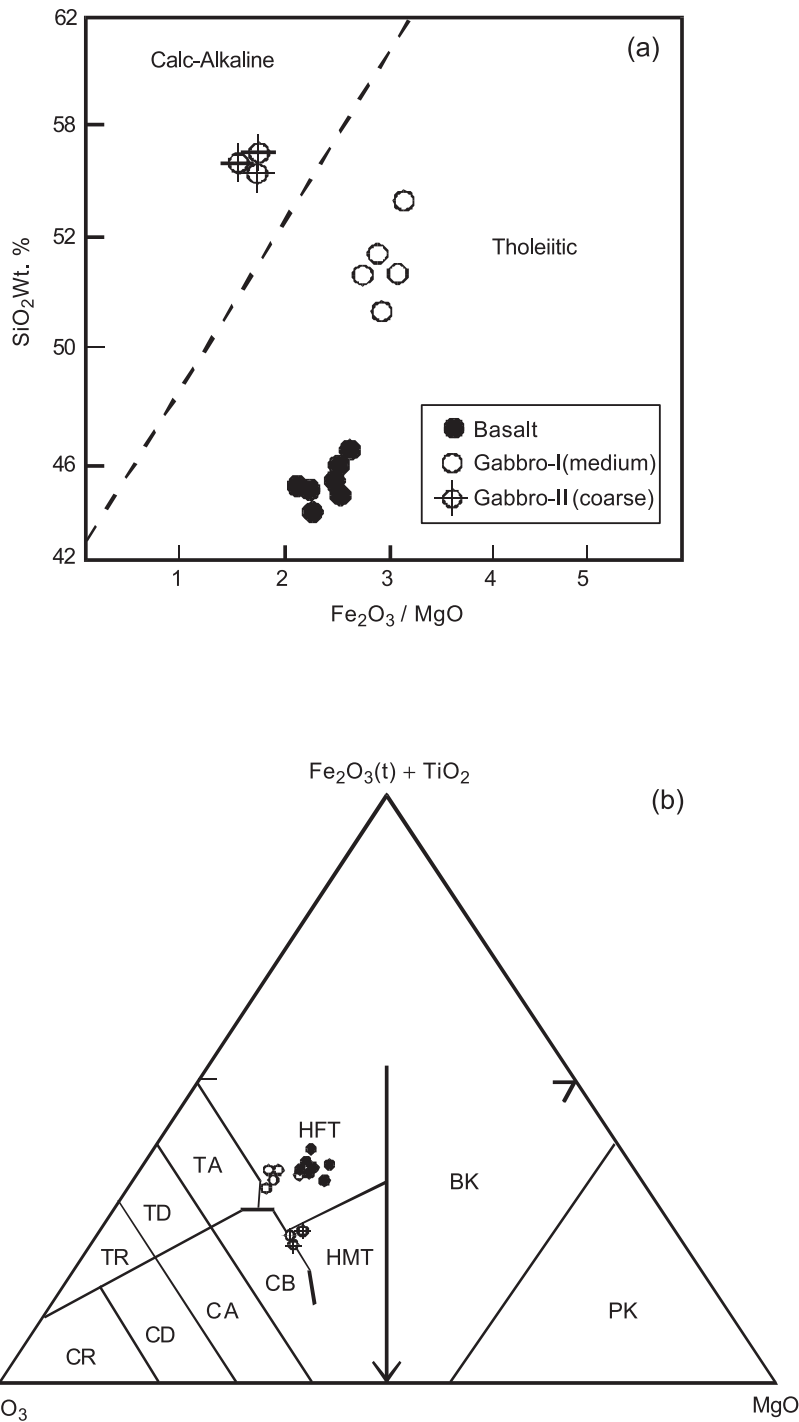 62
(a)
Calc-Alkaline
58
52
Tholeiitic
SiO2Wt. %
50
Basalt
46
Gabbro-I(medium)
Gabbro-II(coarse)
42
1 2 3 4 5
Fe2O3 / MgO
Fe2O3(t) + TiO2
(b)
HFT
TA
BK
TD
TR
HMT
CB
CA
PK
CD
CR
O3
MgO